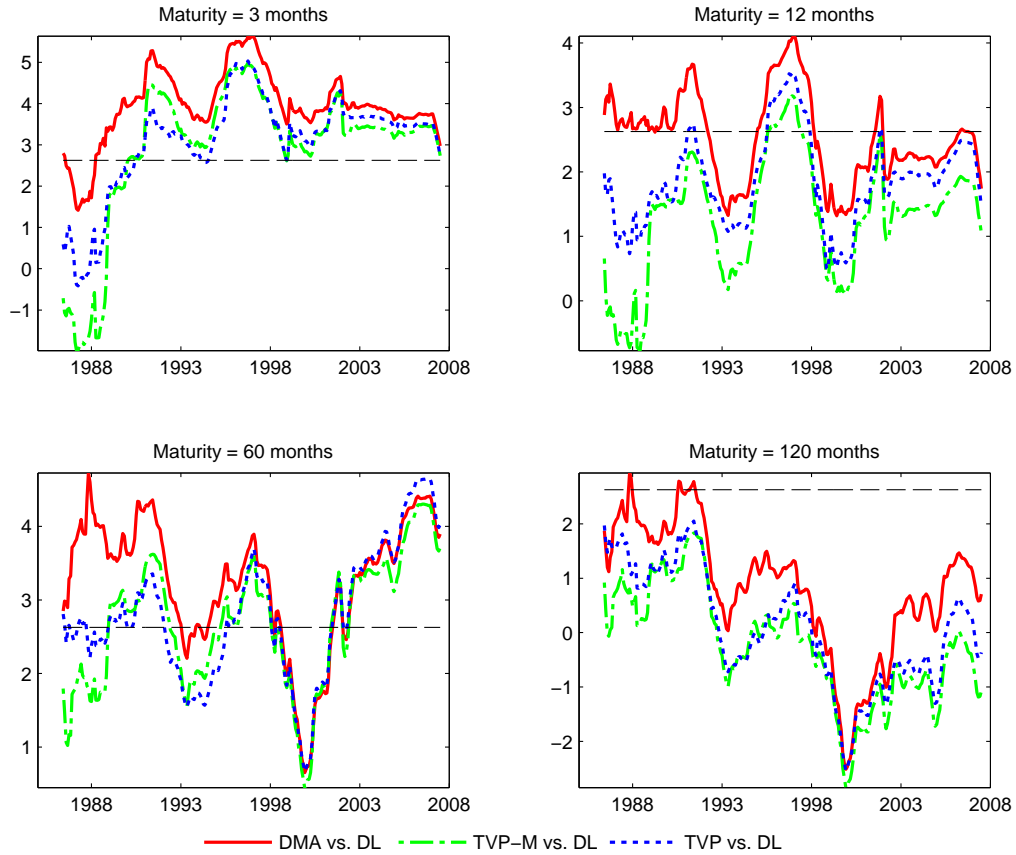 Maturity = 3 months
5
4
3
2
1
0
−1
1988 1993 1998 2003 2008
Maturity = 12 months
4
3
2
1
0
1988 1993 1998 2003 2008
Maturity = 60 months
4
3
2
1
1988 1993 1998 2003 2008
Maturity = 120 months
2
1
0
−1
−2
1988 1993 1998 2003 2008
DMA vs. DL TVP−M vs. DL TVP vs. DL